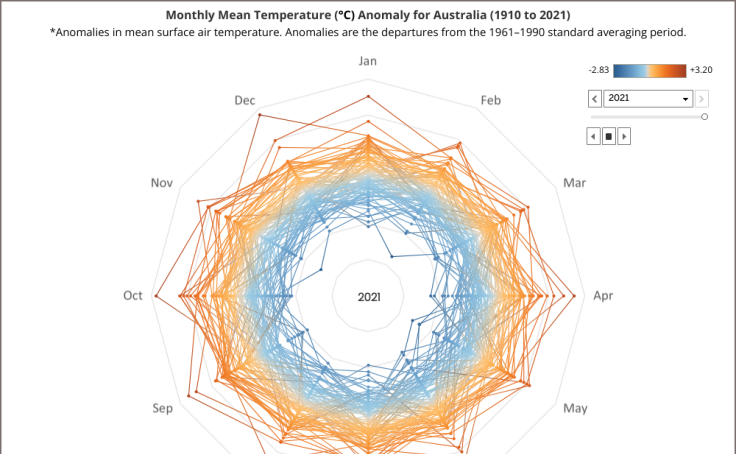 Monthly Mean Temperature (°C) Anomaly for Australia (1910 to 2021)
*Anomalies in mean surface air temperature. Anomalies are the departures from the 1961–1990 standard averaging period.
Jan
-2.83 +3.20
2021
Dec
Feb
Nov
Mar
Oct
2021
Apr
Sep
May